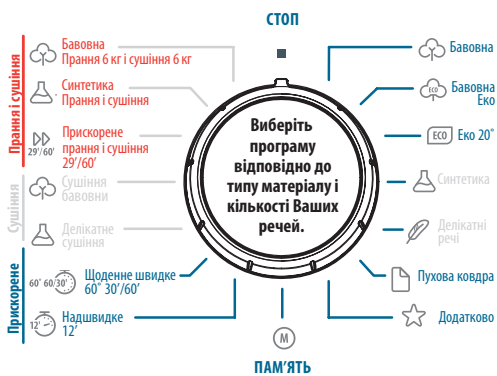 СТОП
Прання і сушіння
Бавовна
Прання 6 кг і сушіння 6 кг
Синтетика
Прання і сушіння
29'/60'
Прискорене
прання і сушіння
29'/60'
Сушіння
Сушіння
бавовни
Делікатне
сушіння
Прискорене
60° 60/30'
Щоденне швидке
60° 30'/60'
12'
Надшвидке
12'
Виберіть
програму
відповідно до
типу матеріалу і
кількості Ваших
речей.
Бавовна
ECO
Бавовна
Еко
ECO
Еко 20°
Синтетика
Делікатні
речі
Пухова ковдра
Додатково
M
ПАМ'ЯТЬ